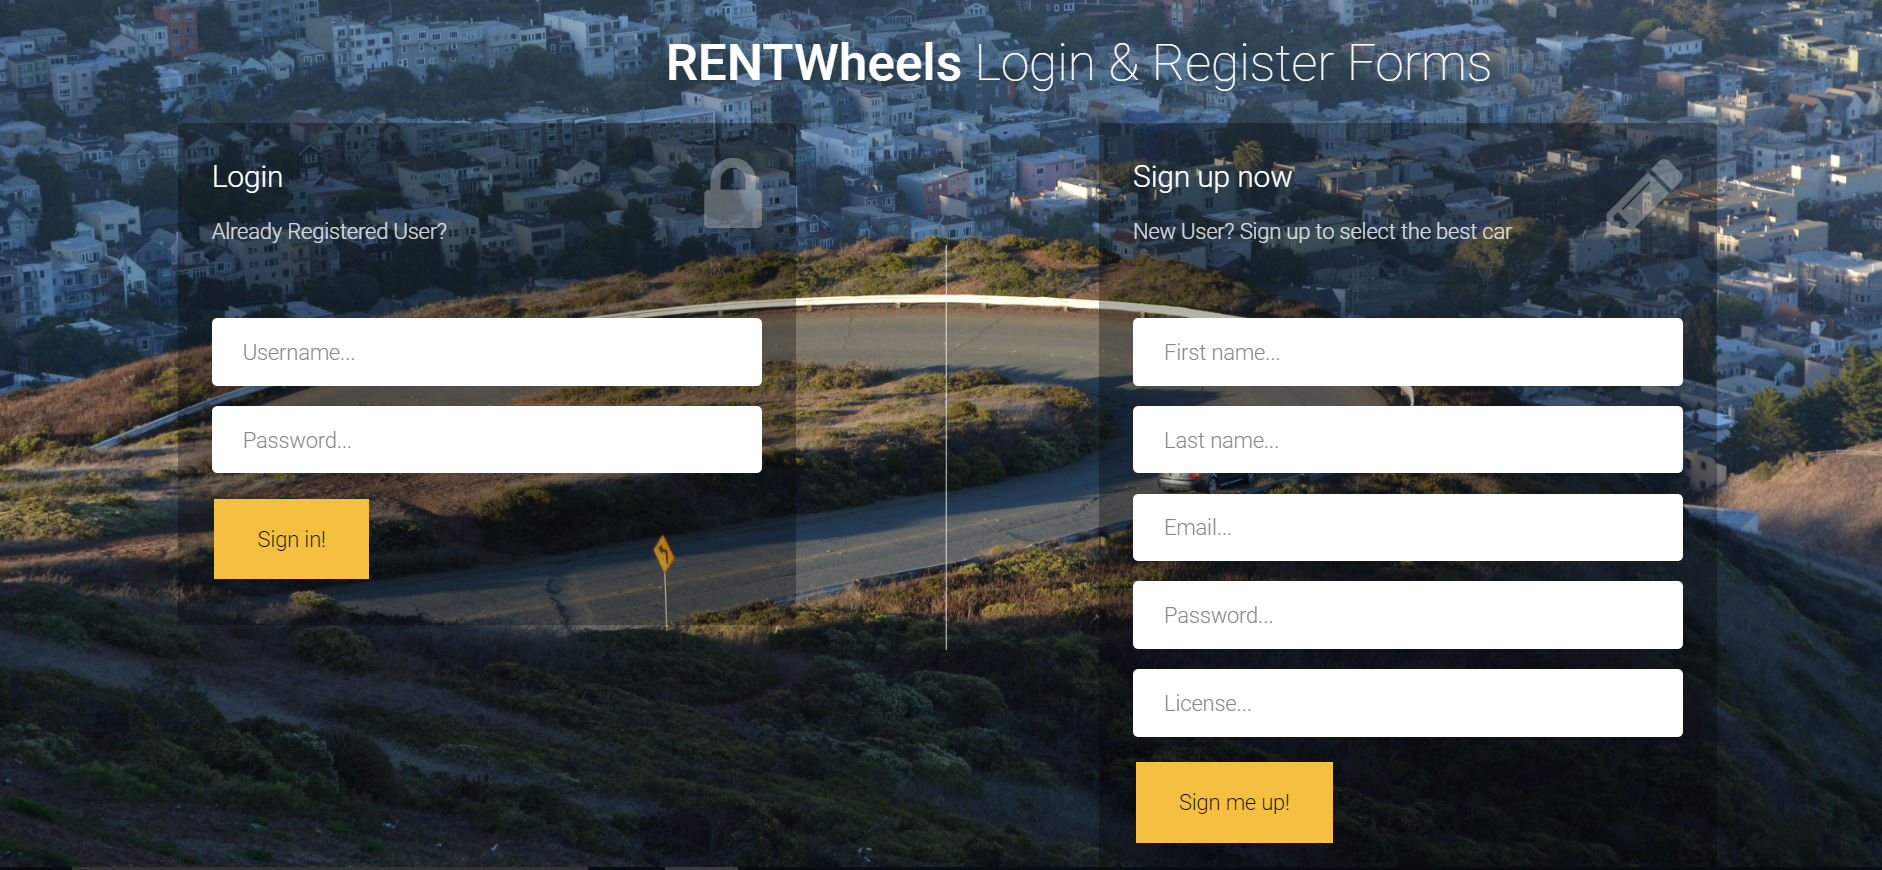 RENTWheels Login & Register Forms
Login
Already Registered User?
Username...
Password...
Sign in!
Sign up now
New User? Sign up to select the best car
First name...
Last name...
Email...
Password...
License...
Sign me up!